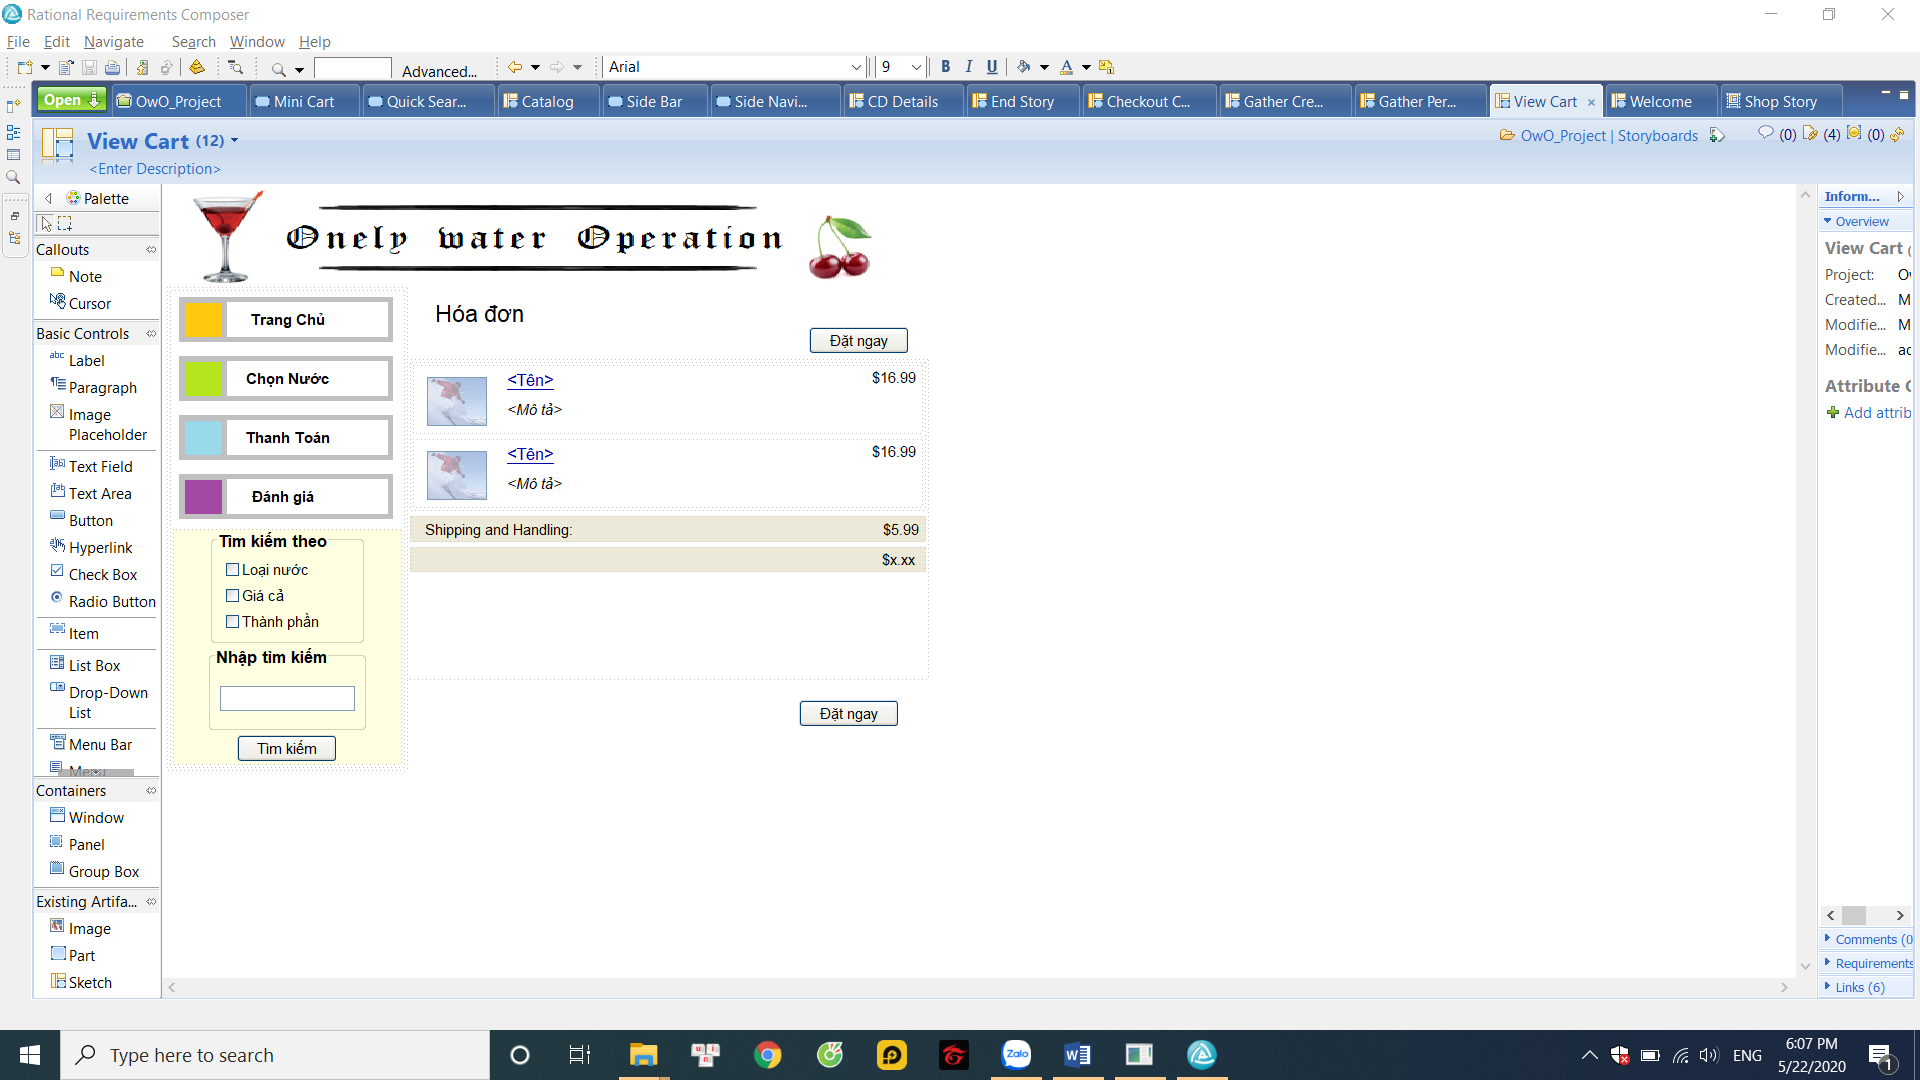 Rational Requirements Composer
File Edit Navigate Search Window Help
Advanced... Arial 9 B I U
Open OwO_Project Mini Cart Quick Sear... Catalog Side Bar Side Navi... CD Details End Story Checkout C... Gather Cre... Gather Per... View Cart Welcome Shop Story
View Cart (12)
OwO_Project | Storyboards (0) (4) (0)
<Enter Description>
Palette
Callouts
Note
Cursor
Basic Controls
Label
Paragraph
Image Placeholder
Text Field
Text Area
Button
Hyperlink
Check Box
Radio Button
Item
List Box
Drop-Down List
Menu Bar
Menu
Containers
Window
Panel
Group Box
Existing Artifa...
Image
Part
Sketch
Onely water Operation
Trang Chủ
Chọn Nước
Thanh Toán
Đánh giá
Tìm kiếm theo
Loại nước
Giá cả
Thành phần
Nhập tìm kiếm
Tìm kiếm
Hóa đơn
Đặt ngay
<Tên> $16.99
<Mô tả>
<Tên> $16.99
<Mô tả>
Shipping and Handling: $5.99
$x.xx
Đặt ngay
Inform...
Overview
View Cart (
Project: O
Created... M
Modifie... M
Modifie... ac
Attribute
Add attrib
Comments (0
Requirements
Links (6)
Type here to search
Zalo
ENG
6:07 PM
5/22/2020
1